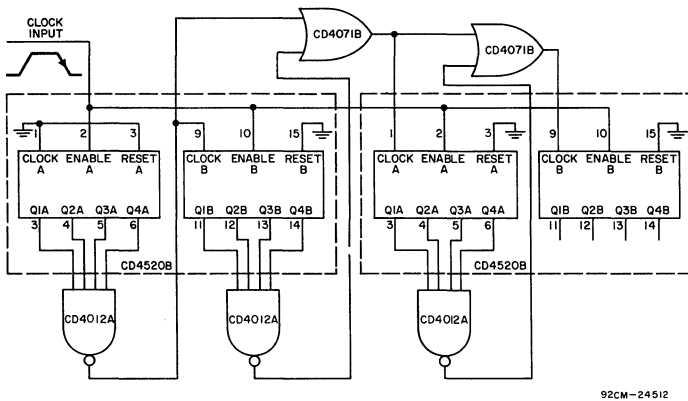 CLOCK
INPUT
CD4071B
CD4071B
1 2 3 9 10 15 1 2 3 9 10 15
CLOCK ENABLE RESET
A A A
Q1A Q2A Q3A Q4A
CLOCK ENABLE RESET
B B B
Q1B Q2B Q3B Q4B
CLOCK ENABLE RESET
A A A
Q1A Q2A Q3A Q4A
CLOCK ENABLE RESET
B B B
Q1B Q2B Q3B Q4B
3 4 5 6 11 12 13 14 3 4 5 6 11 12 13 14
CD4520B
CD4520B
CD4012A
CD4012A
CD4012A
92CM-24512